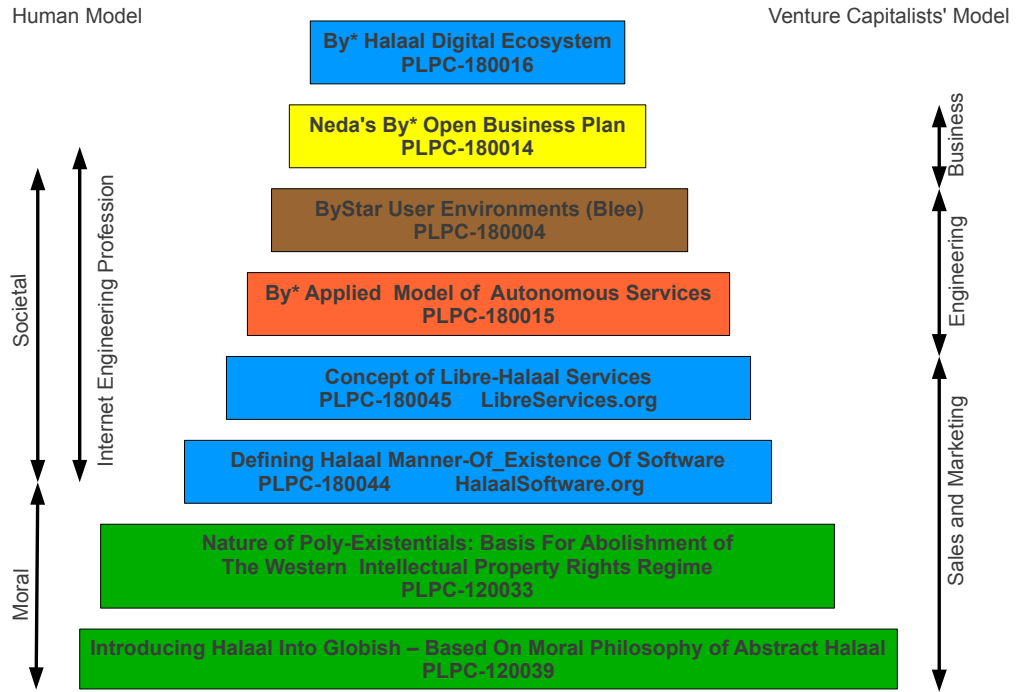 Human Model
Venture Capitalists' Model
By* Halaal Digital Ecosystem
PLPC-180016
Neda's By* Open Business Plan
PLPC-180014
ByStar User Environments (Blee)
PLPC-180004
By* Applied Model of Autonomous Services
PLPC-180015
Concept of Libre-Halaal Services
PLPC-180045 LibreServices.org
Defining Halaal Manner-Of_Existence Of Software
PLPC-180044 HalaalSoftware.org
Nature of Poly-Existentials: Basis For Abolishment of
The Western Intellectual Property Rights Regime
PLPC-120033
Introducing Halaal Into Globish – Based On Moral Philosophy of Abstract Halaal
PLPC-120039
Societal
Moral
Internet Engineering Profession
Business
Engineering
Sales and Marketing